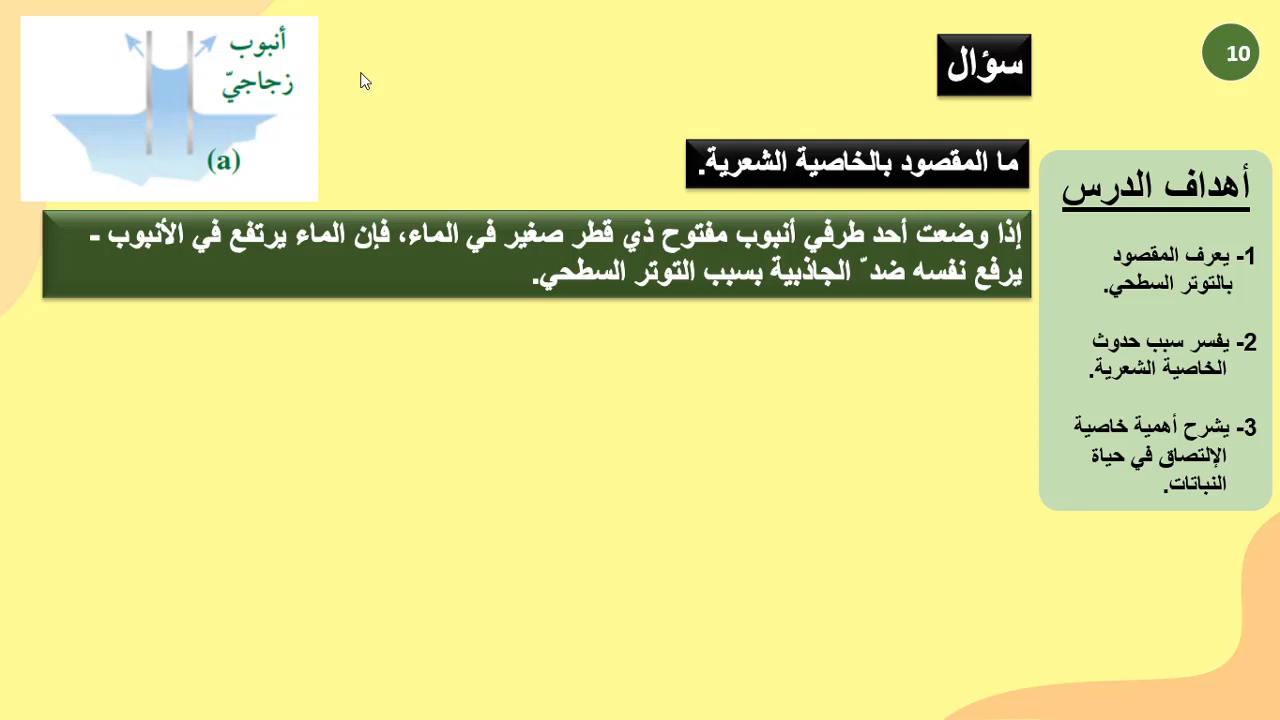 10
سؤال
أنبوب
زجاجيّ
(a)
ما المقصود بالخاصية الشعرية.
إذا وضعت أحد طرفي أنبوب مفتوح ذي قطر صغير في الماء، فإن الماء يرتفع في الأنبوب -
يرفع نفسه ضدّ الجاذبية بسبب التوتر السطحي.
أهداف الدرس
1- يعرف المقصود
بالتوتر السطحي.
2- يفسر سبب حدوث
الخاصية الشعرية.
3- يشرح أهمية خاصية
الإلتصاق في حياة
النباتات.